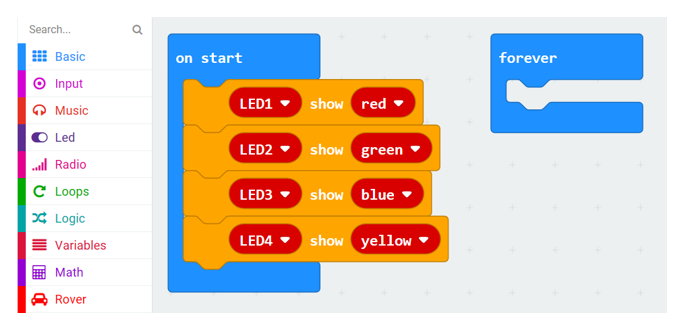 Search...
Basic
Input
Music
Led
Radio
Loops
Logic
Variables
Math
Rover
on start
LED1 show red
LED2 show green
LED3 show blue
LED4 show yellow
forever